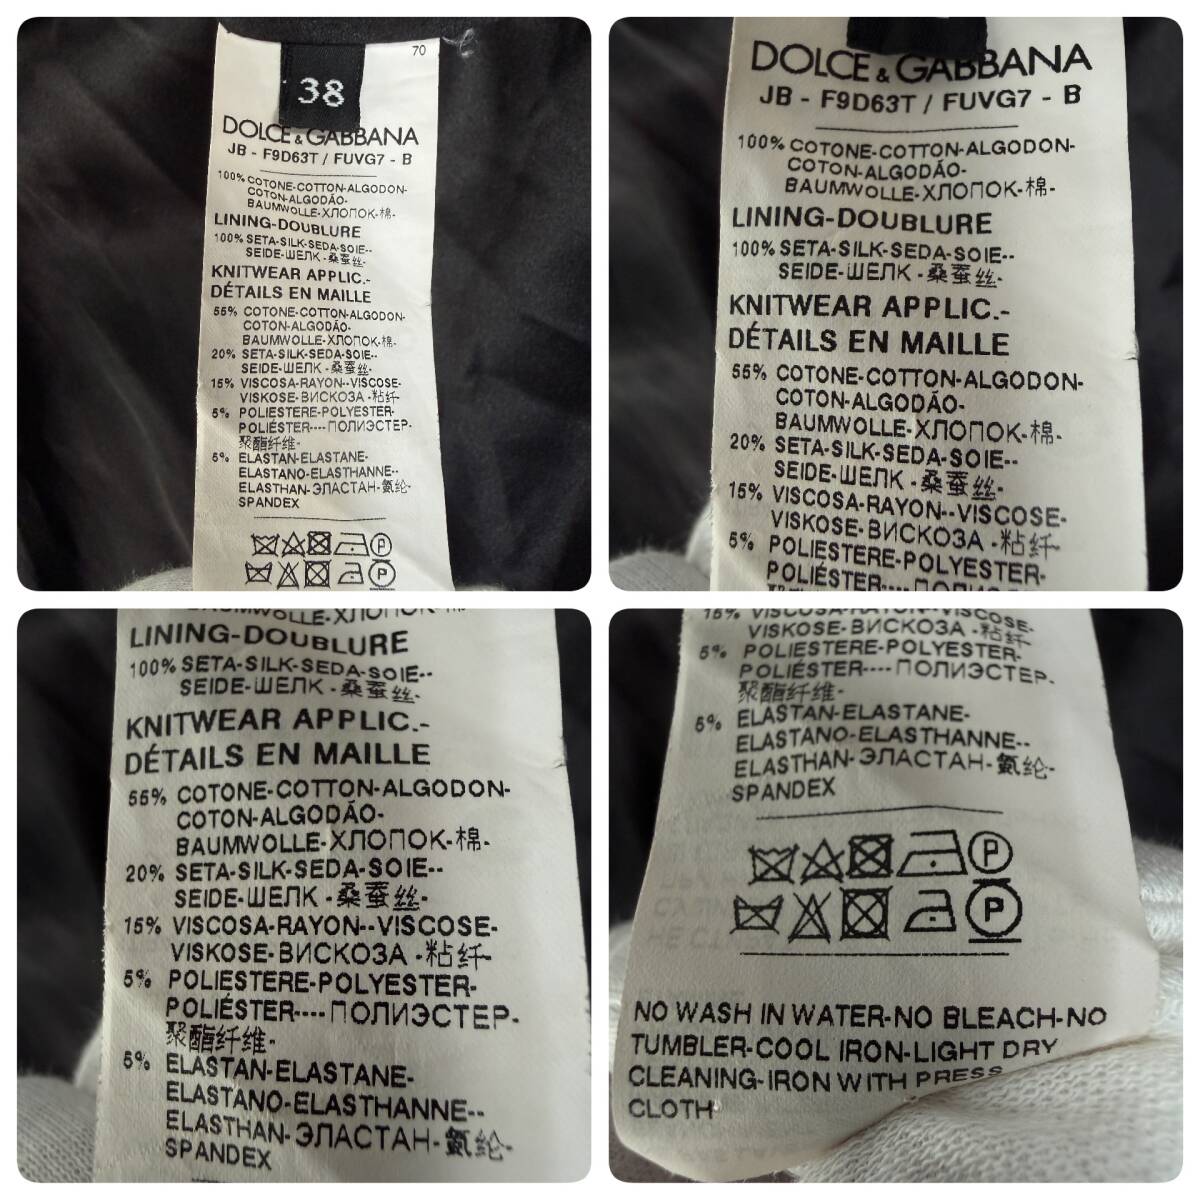 70
38
DOLCE & GABBANA
JB - F9D63T / FUVG7 - B
100% COTONE-COTTON-ALGODON-
COTON-ALGODÃO-
BAUMWOLLE-ХЛОПОК-棉-
LINING-DOUBLURE
100% SETA-SILK-SEDA-SOIE--
SEIDE-ШЕЛК-桑蚕丝-
KNITWEAR APPLIC.-
DÉTAILS EN MAILLE
55% COTONE-COTTON-ALGODON-
COTON-ALGODÃO-
BAUMWOLLE-ХЛОПОК-棉-
20% SETA-SILK-SEDA-SOIE--
SEIDE-ШЕЛК-桑蚕丝-
15% VISCOSA-RAYON--VISCOSE-
VISKOSE-ВИСКОЗА-粘纤-
5% POLIESTERE-POLYESTER-
POLIÉSTER----ПОЛИЭСТЕР-
聚酯纤维-
5% ELASTAN-ELASTANE-
ELASTANO-ELASTHANNE--
ELASTHAN-ЭЛАСТАН-氨纶-
SPANDEX
P
P
DOLCE & GABBANA
JB - F9D63T / FUVG7 - B
100% COTONE-COTTON-ALGODON-
COTON-ALGODÃO-
BAUMWOLLE-ХЛОПОК-棉-
LINING-DOUBLURE
100% SETA-SILK-SEDA-SOIE--
SEIDE-ШЕЛК-桑蚕丝-
KNITWEAR APPLIC.-
DÉTAILS EN MAILLE
55% COTONE-COTTON-ALGODON-
COTON-ALGODÃO-
BAUMWOLLE-ХЛОПОК-棉-
20% SETA-SILK-SEDA-SOIE--
SEIDE-ШЕЛК-桑蚕丝-
15% VISCOSA-RAYON--VISCOSE-
VISKOSE-ВИСКОЗА-粘纤-
5% POLIESTERE-POLYESTER-
POLIÉSTER----
BAUMWOLLE-ХЛОПОК-棉-
LINING-DOUBLURE
100% SETA-SILK-SEDA-SOIE--
SEIDE-ШЕЛК-桑蚕丝-
KNITWEAR APPLIC.-
DÉTAILS EN MAILLE
55% COTONE-COTTON-ALGODON-
COTON-ALGODÃO-
BAUMWOLLE-ХЛОПОК-棉-
20% SETA-SILK-SEDA-SOIE--
SEIDE-ШЕЛК-桑蚕丝-
15% VISCOSA-RAYON--VISCOSE-
VISKOSE-ВИСКОЗА-粘纤-
5% POLIESTERE-POLYESTER-
POLIÉSTER----ПОЛИЭСТЕР-
聚酯纤维-
5% ELASTAN-ELASTANE-
ELASTANO-ELASTHANNE--
ELASTHAN-ЭЛАСТАН-氨纶-
SPANDEX
15% VISCOSA-RAYON--VISCOSE-
VISKOSE-ВИСКОЗА-粘纤-
5% POLIESTERE-POLYESTER-
POLIÉSTER----ПОЛИЭСТЕР-
聚酯纤维-
5% ELASTAN-ELASTANE-
ELASTANO-ELASTHANNE--
ELASTHAN-ЭЛАСТАН-氨纶-
SPANDEX
P
P
NO WASH IN WATER-NO BLEACH-NO
TUMBLER-COOL IRON-LIGHT DRY
CLEANING-IRON WITH PRESS
CLOTH